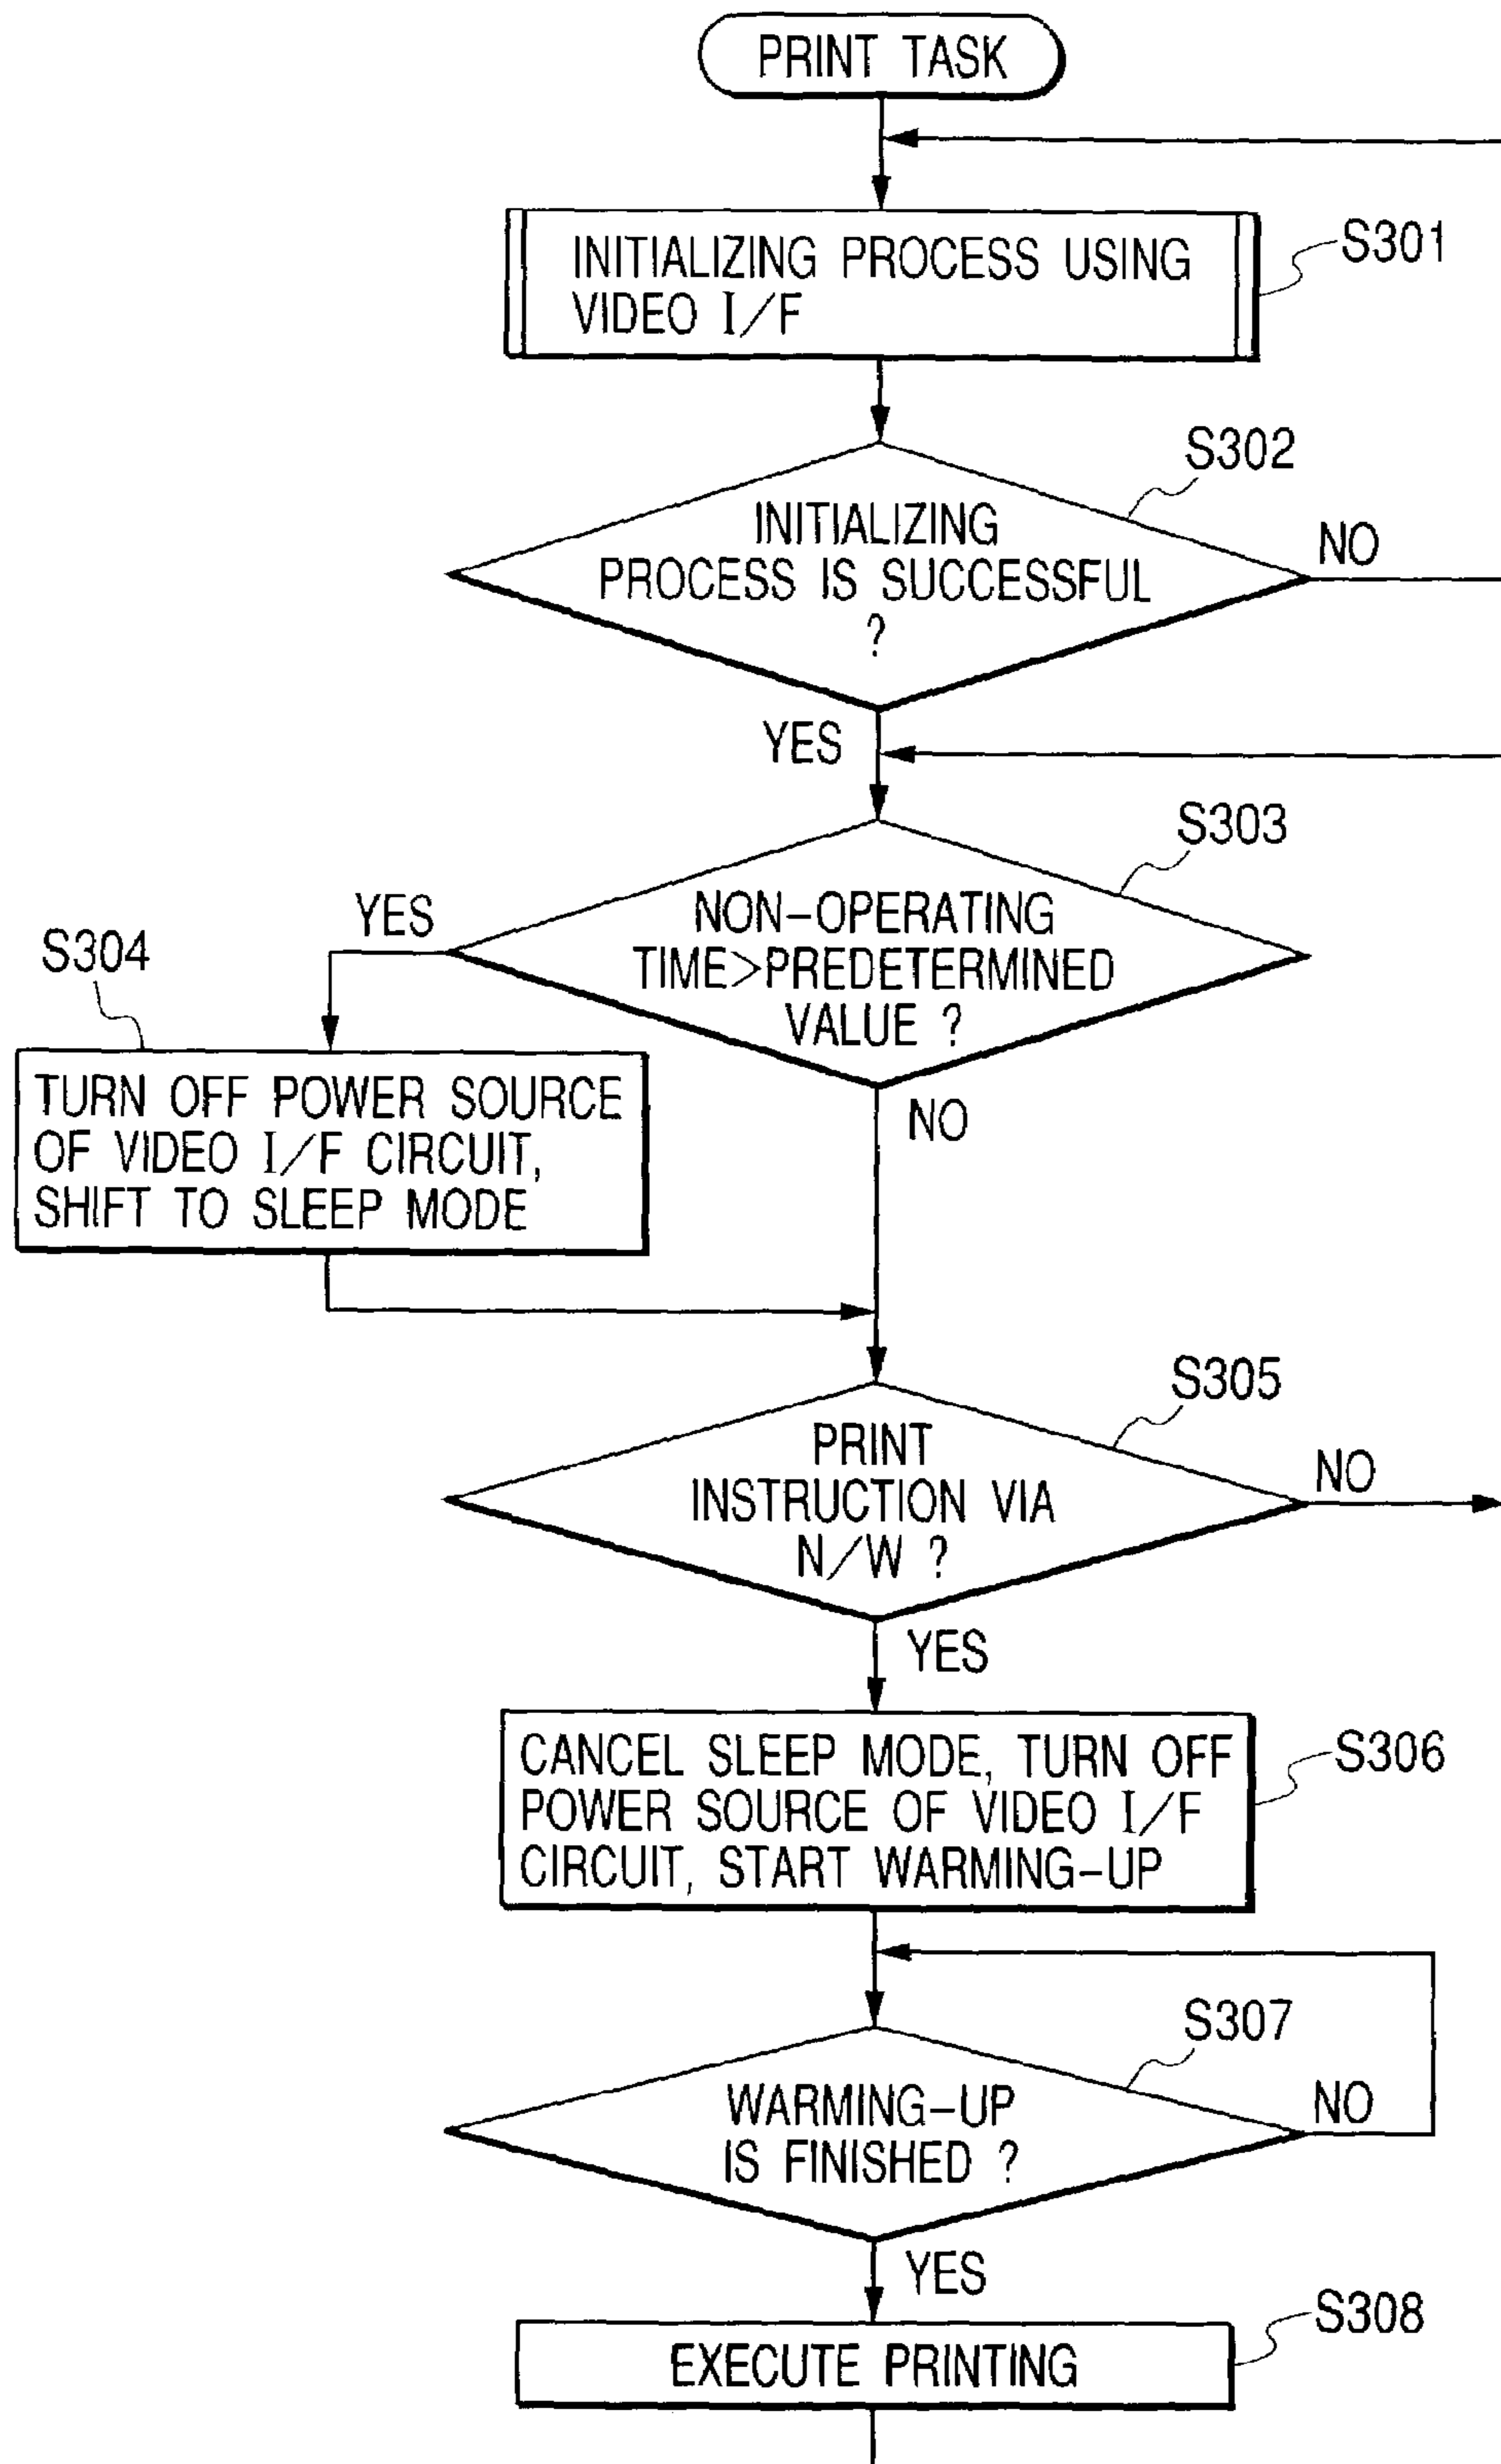 PRINT TASK
INITIALIZING PROCESS USING
VIDEO I/F
S301
S302
INITIALIZING
PROCESS IS SUCCESSFUL
?
NO
YES
S303
NON-OPERATING
TIME>PREDETERMINED
VALUE ?
YES
S304
NO
TURN OFF POWER SOURCE
OF VIDEO I/F CIRCUIT,
SHIFT TO SLEEP MODE
S305
PRINT
INSTRUCTION VIA
N/W ?
NO
YES
CANCEL SLEEP MODE, TURN OFF
POWER SOURCE OF VIDEO I/F
CIRCUIT, START WARMING-UP
S306
S307
WARMING-UP
IS FINISHED ?
NO
YES
S308
EXECUTE PRINTING